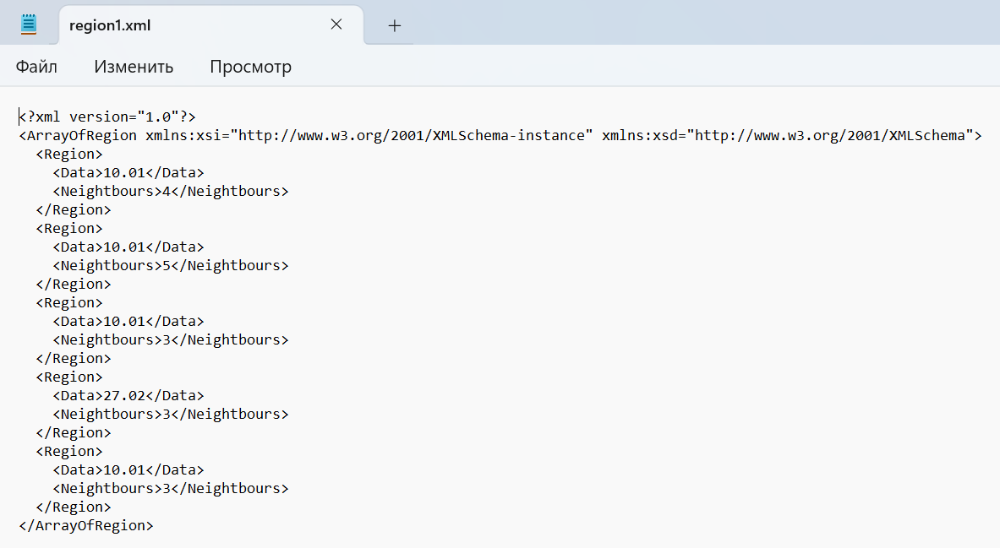 region1.xml
Файл Изменить Просмотр
<?xml version="1.0"?>
<ArrayOfRegion xmlns:xsi="http://www.w3.org/2001/XMLSchema-instance" xmlns:xsd="http://www.w3.org/2001/XMLSchema">
  <Region>
    <Data>10.01</Data>
    <Neightbours>4</Neightbours>
  </Region>
  <Region>
    <Data>10.01</Data>
    <Neightbours>5</Neightbours>
  </Region>
  <Region>
    <Data>10.01</Data>
    <Neightbours>3</Neightbours>
  </Region>
  <Region>
    <Data>27.02</Data>
    <Neightbours>3</Neightbours>
  </Region>
  <Region>
    <Data>10.01</Data>
    <Neightbours>3</Neightbours>
  </Region>
</ArrayOfRegion>